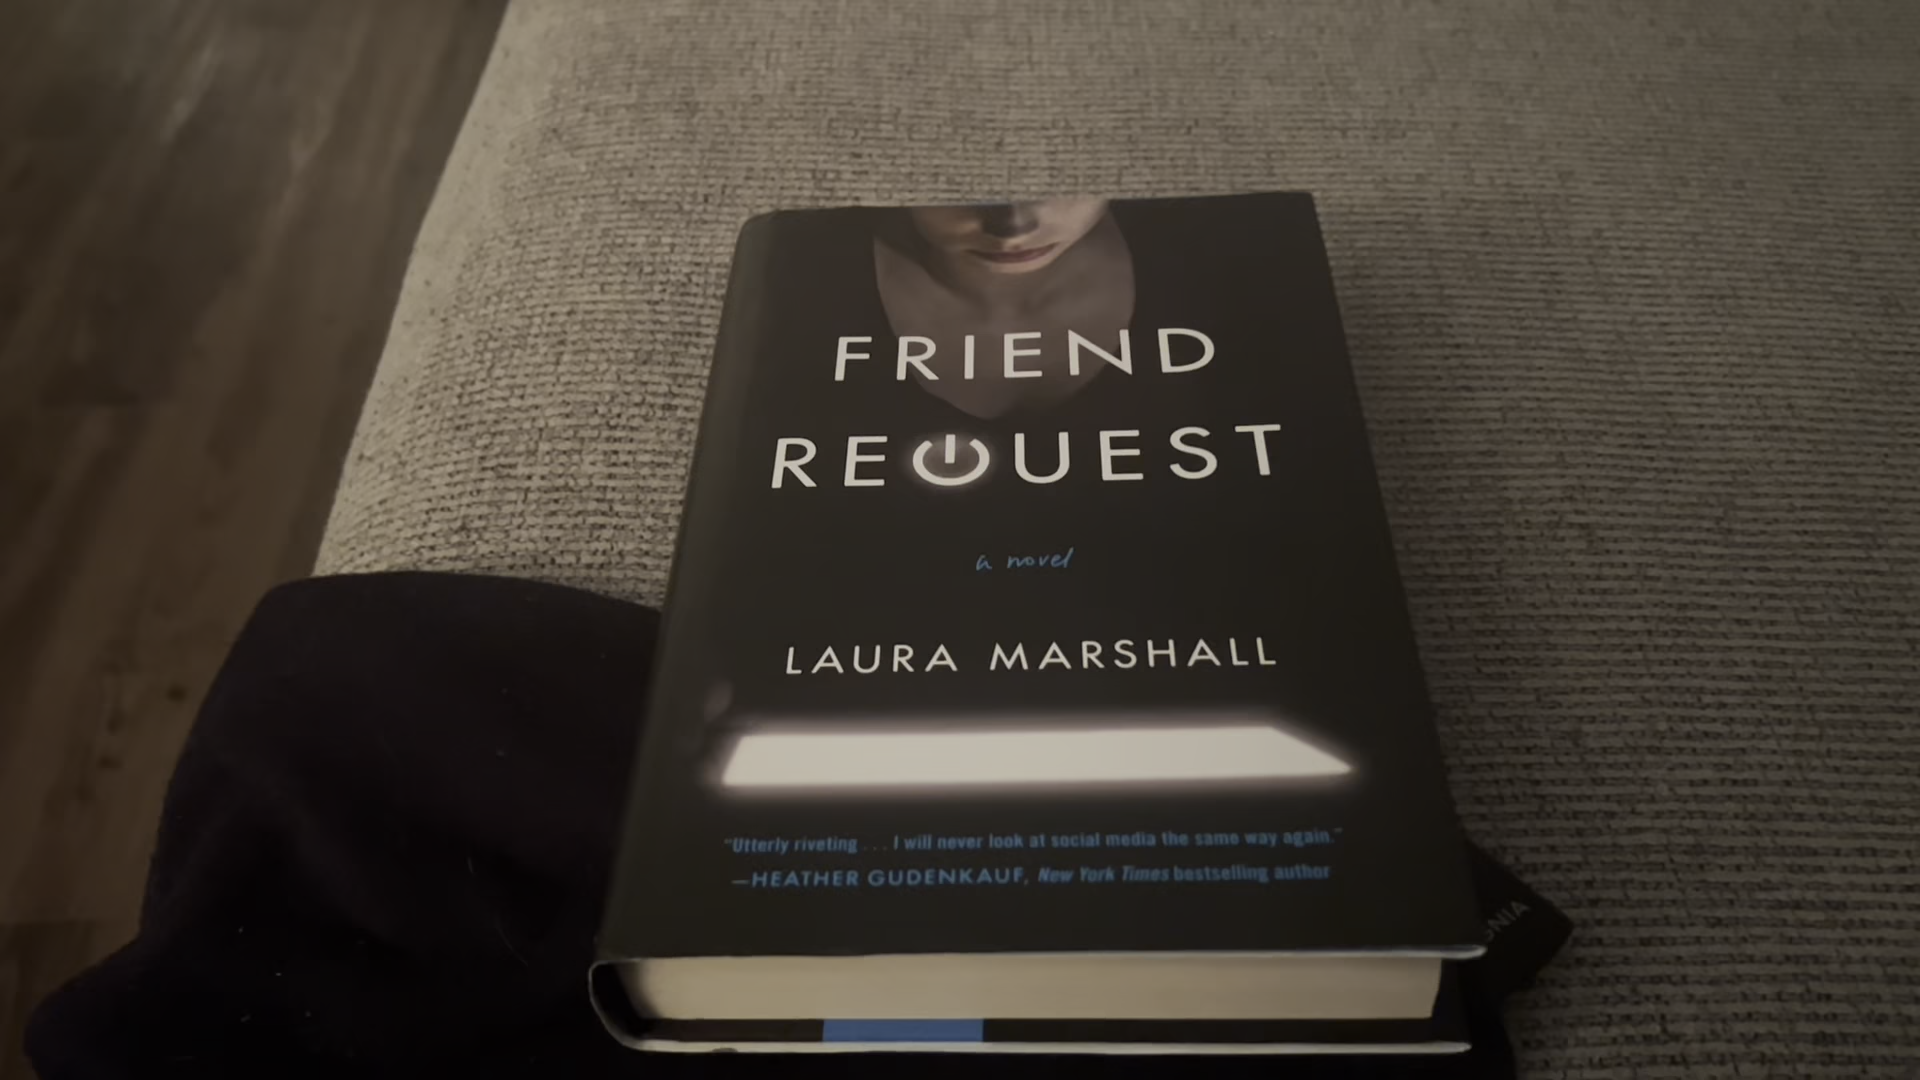 FRIEND
REQUEST
a novel
LAURA MARSHALL
"Utterly riveting . . . I will never look at social media the same way again."
—HEATHER GUDENKAUF, New York Times bestselling author